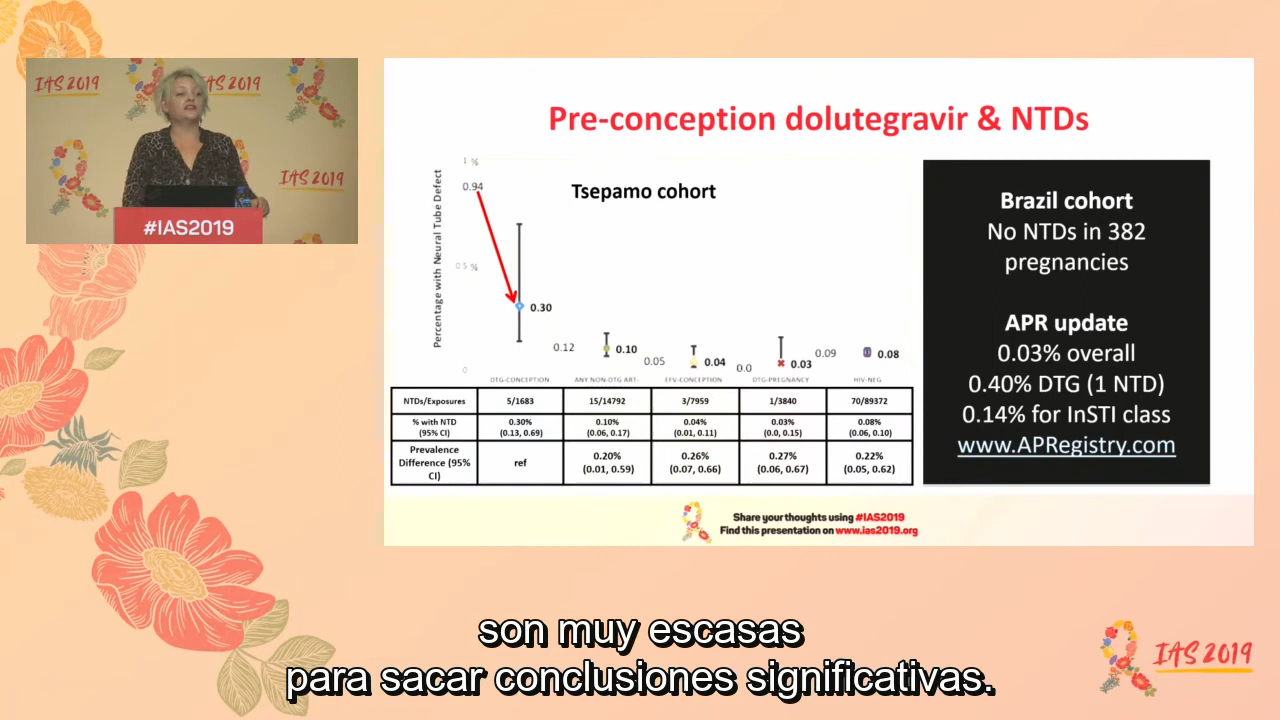 IAS 2019
IAS 2019
IAS 2019
#IAS2019
Pre-conception dolutegravir & NTDs
Percentage with Neural Tube Defect
1 %
0.94
0.5 %
0
Tsepamo cohort
0.30
0.12
0.10
0.05
0.04
0.0
0.03
0.09
0.08
DTG-CONCEPTION ANY NON-DTG ART- EFV-CONCEPTION DTG-PREGNANCY HIV-NEG
NTDs/Exposures 5/1683 15/14792 3/7959 1/3840 70/89372
% with NTD 0.30% 0.10% 0.04% 0.03% 0.08%
(95% CI) (0.13, 0.69) (0.06, 0.17) (0.01, 0.11) (0.0, 0.15) (0.06, 0.10)
Prevalence
Difference (95% ref 0.20% 0.26% 0.27% 0.22%
CI) (0.01, 0.59) (0.07, 0.66) (0.06, 0.67) (0.05, 0.62)
Brazil cohort
No NTDs in 382
pregnancies
APR update
0.03% overall
0.40% DTG (1 NTD)
0.14% for InSTI class
www.APRegistry.com
Share your thoughts using #IAS2019
Find this presentation on www.ias2019.org
son muy escasas
para sacar conclusiones significativas.
IAS 2019